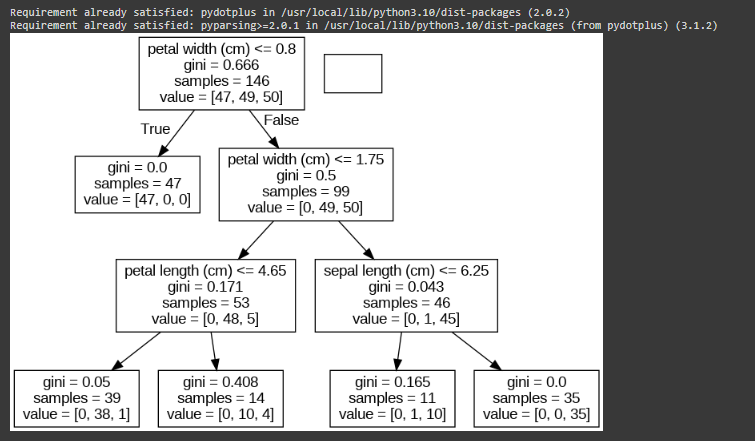 Requirement already satisfied: pydotplus in /usr/local/lib/python3.10/dist-packages (2.0.2)
Requirement already satisfied: pyparsing>=2.0.1 in /usr/local/lib/python3.10/dist-packages (from pydotplus) (3.1.2)
petal width (cm) <= 0.8
gini = 0.666
samples = 146
value = [47, 49, 50]
True
False
gini = 0.0
samples = 47
value = [47, 0, 0]
petal width (cm) <= 1.75
gini = 0.5
samples = 99
value = [0, 49, 50]
petal length (cm) <= 4.65
gini = 0.171
samples = 53
value = [0, 48, 5]
sepal length (cm) <= 6.25
gini = 0.043
samples = 46
value = [0, 1, 45]
gini = 0.05
samples = 39
value = [0, 38, 1]
gini = 0.408
samples = 14
value = [0, 10, 4]
gini = 0.165
samples = 11
value = [0, 1, 10]
gini = 0.0
samples = 35
value = [0, 0, 35]